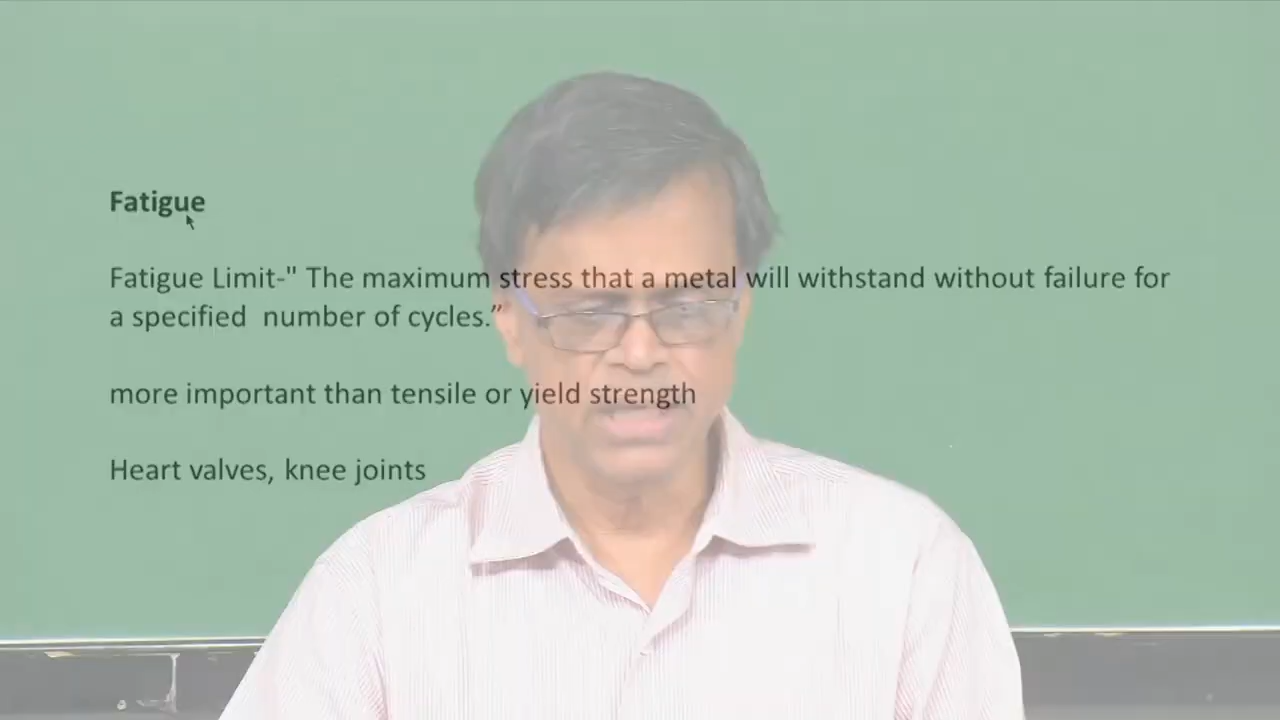 Fatigue
Fatigue Limit-" The maximum stress that a metal will withstand without failure for
a specified  number of cycles.”
more important than tensile or yield strength
Heart valves, knee joints